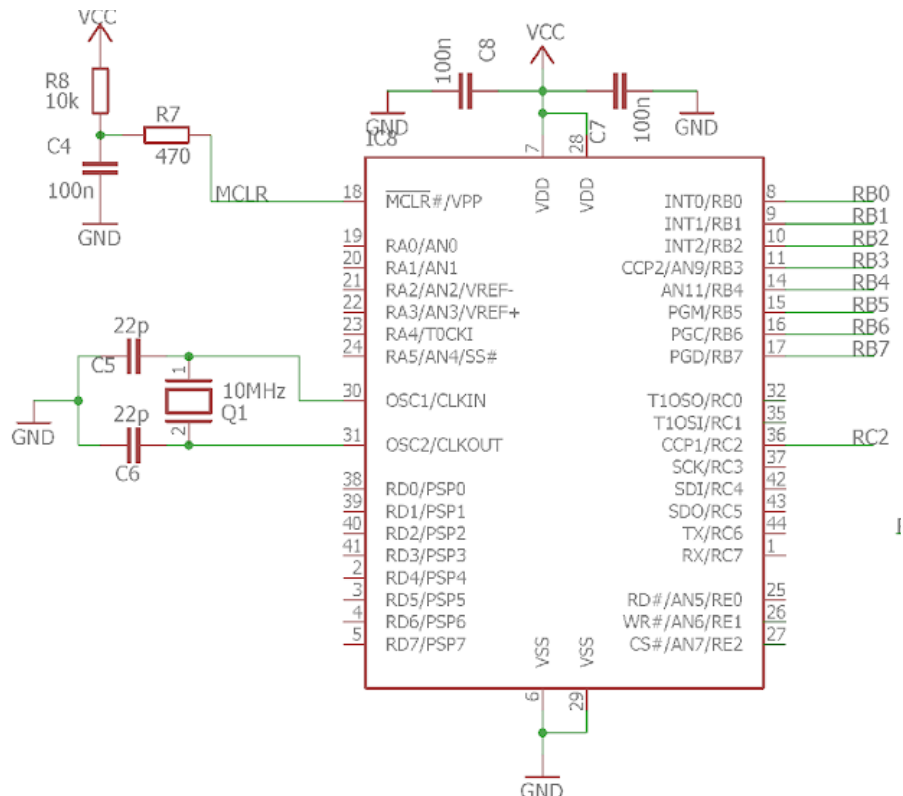 VCC
R8
10k
R7
470
C4
100n
GND
MCLR
VCC
100n
C8
GND
IC8
C7
100n
GND
7
28
VDD
VDD
18
MCLR#/VPP
19
RA0/AN0
20
RA1/AN1
21
RA2/AN2/VREF-
22
RA3/AN3/VREF+
23
RA4/T0CKI
24
RA5/AN4/SS#
30
OSC1/CLKIN
31
OSC2/CLKOUT
38
RD0/PSP0
39
RD1/PSP1
40
RD2/PSP2
41
RD3/PSP3
2
RD4/PSP4
3
RD5/PSP5
4
RD6/PSP6
5
RD7/PSP7
22p
C5
1
10MHz
Q1
22p
2
C6
GND
INT0/RB0
8
RB0
INT1/RB1
9
RB1
INT2/RB2
10
RB2
CCP2/AN9/RB3
11
RB3
AN11/RB4
14
RB4
PGM/RB5
15
RB5
PGC/RB6
16
RB6
PGD/RB7
17
RB7
T1OSO/RC0
32
T1OSI/RC1
35
CCP1/RC2
36
RC2
SCK/RC3
37
SDI/RC4
42
SDO/RC5
43
TX/RC6
44
RX/RC7
1
RD#/AN5/RE0
25
WR#/AN6/RE1
26
CS#/AN7/RE2
27
VSS
VSS
6
29
GND